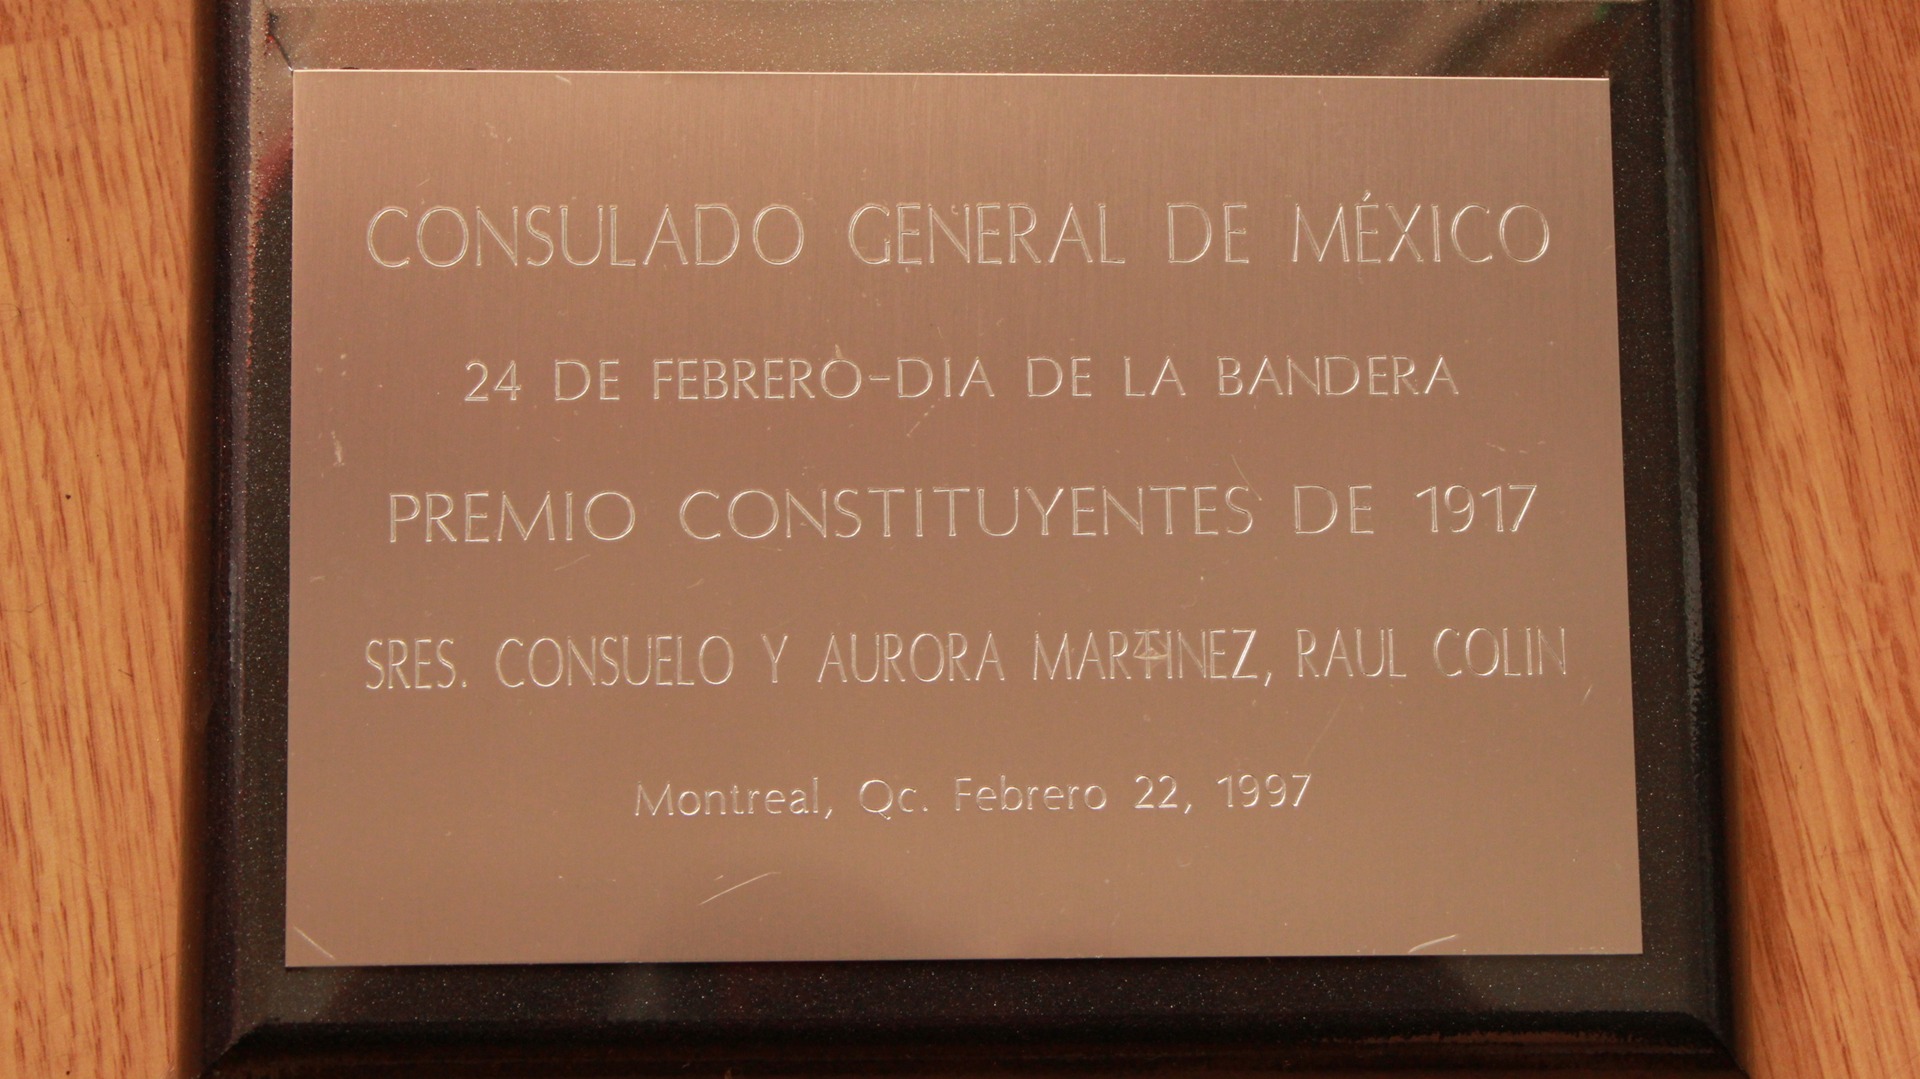 CONSULADO GENERAL DE MÉXICO
24 DE FEBRERO-DIA DE LA BANDERA
PREMIO CONSTITUYENTES DE 1917
SRES. CONSUELO Y AURORA MARTINEZ, RAUL COLIN
Montreal, Qc. Febrero 22, 1997